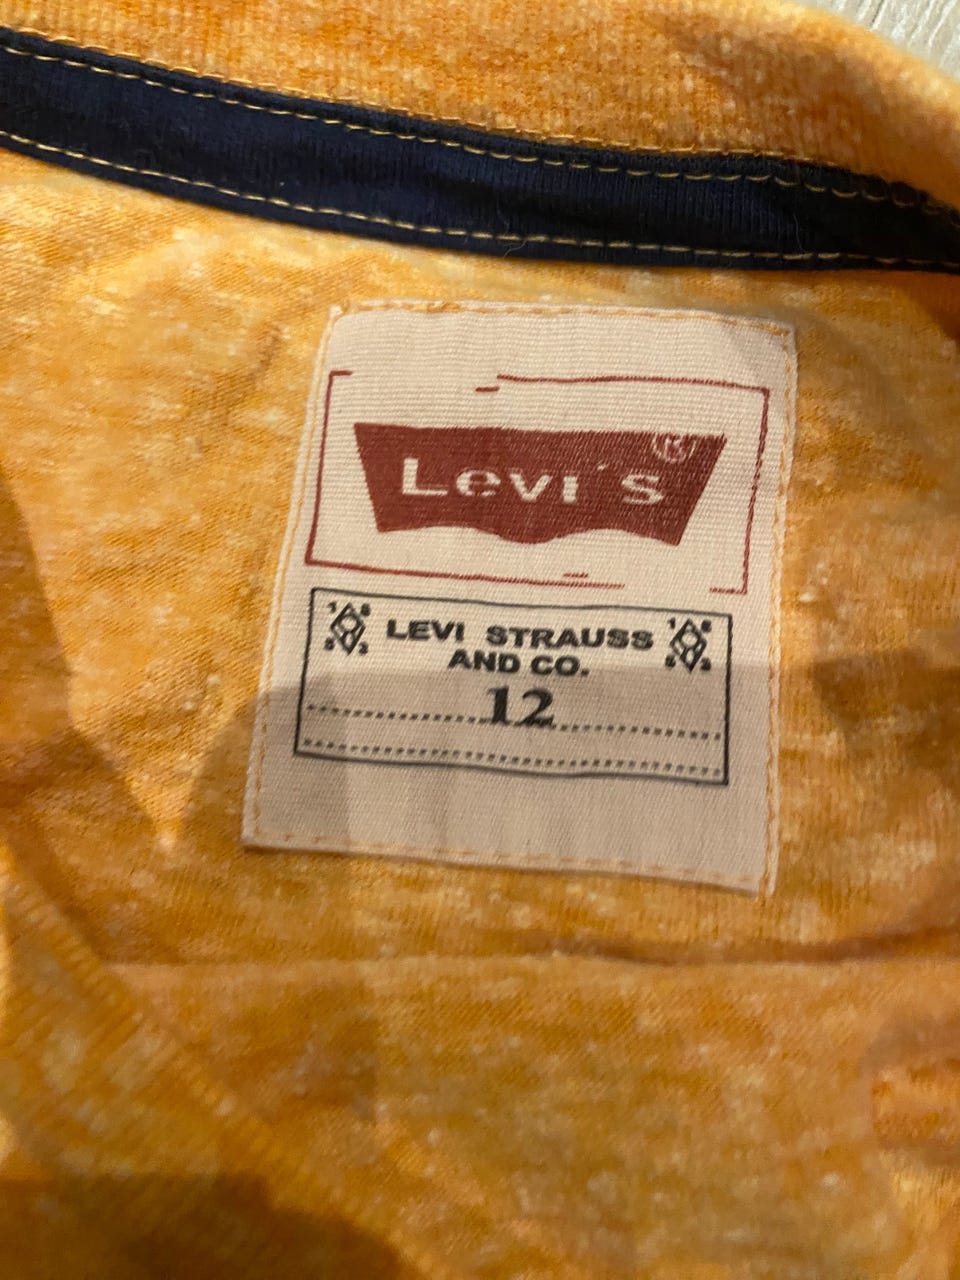 Levi's
LEVI STRAUSS
AND CO.
12